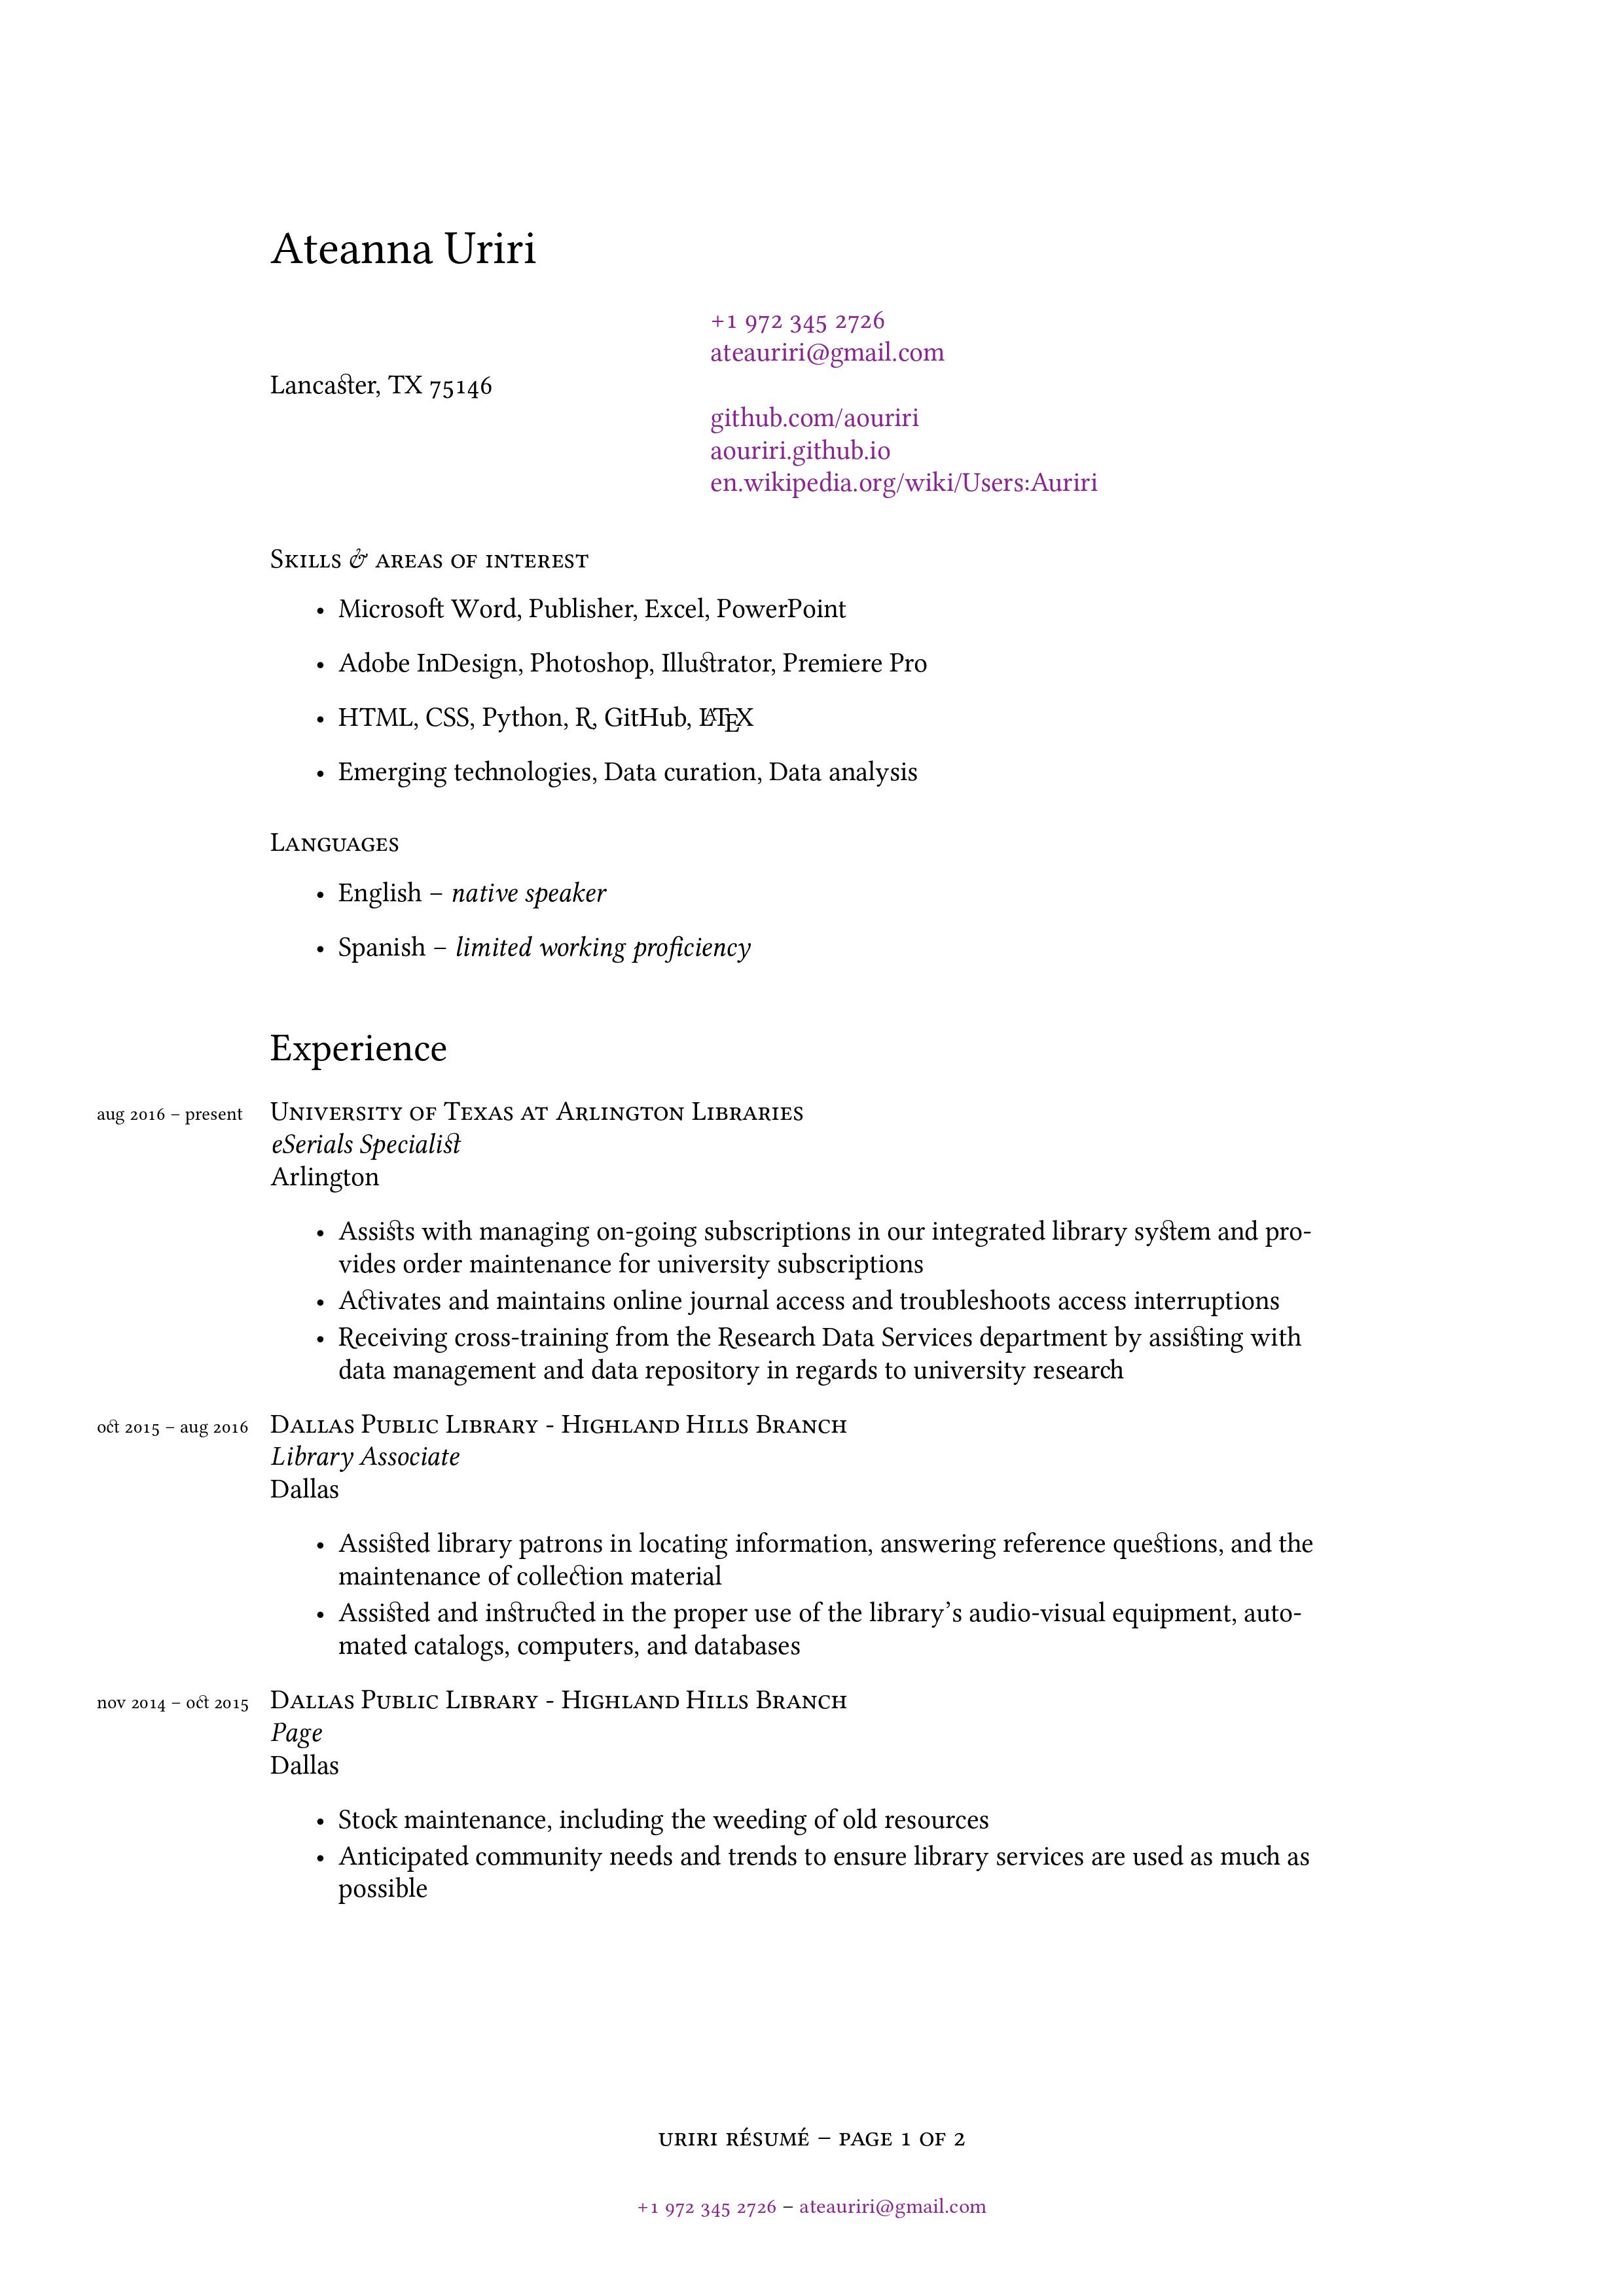 Ateanna Uriri
+1 972 345 2726
ateauriri@gmail.com
Lancaster, TX 75146
github.com/aouriri
aouriri.github.io
en.wikipedia.org/wiki/Users:Auriri
Skills & areas of interest
• Microsoft Word, Publisher, Excel, PowerPoint
• Adobe InDesign, Photoshop, Illustrator, Premiere Pro
• HTML, CSS, Python, R, GitHub, LATEX
• Emerging technologies, Data curation, Data analysis
Languages
• English – native speaker
• Spanish – limited working proficiency
Experience
aug 2016 – present University of Texas at Arlington Libraries
eSerials Specialist
Arlington
• Assists with managing on-going subscriptions in our integrated library system and pro-
vides order maintenance for university subscriptions
• Activates and maintains online journal access and troubleshoots access interruptions
• Receiving cross-training from the Research Data Services department by assisting with
data management and data repository in regards to university research
oct 2015 – aug 2016 Dallas Public Library - Highland Hills Branch
Library Associate
Dallas
• Assisted library patrons in locating information, answering reference questions, and the
maintenance of collection material
• Assisted and instructed in the proper use of the library’s audio-visual equipment, auto-
mated catalogs, computers, and databases
nov 2014 – oct 2015 Dallas Public Library - Highland Hills Branch
Page
Dallas
• Stock maintenance, including the weeding of old resources
• Anticipated community needs and trends to ensure library services are used as much as
possible
uriri résumé – page 1 of 2
+1 972 345 2726 – ateauriri@gmail.com